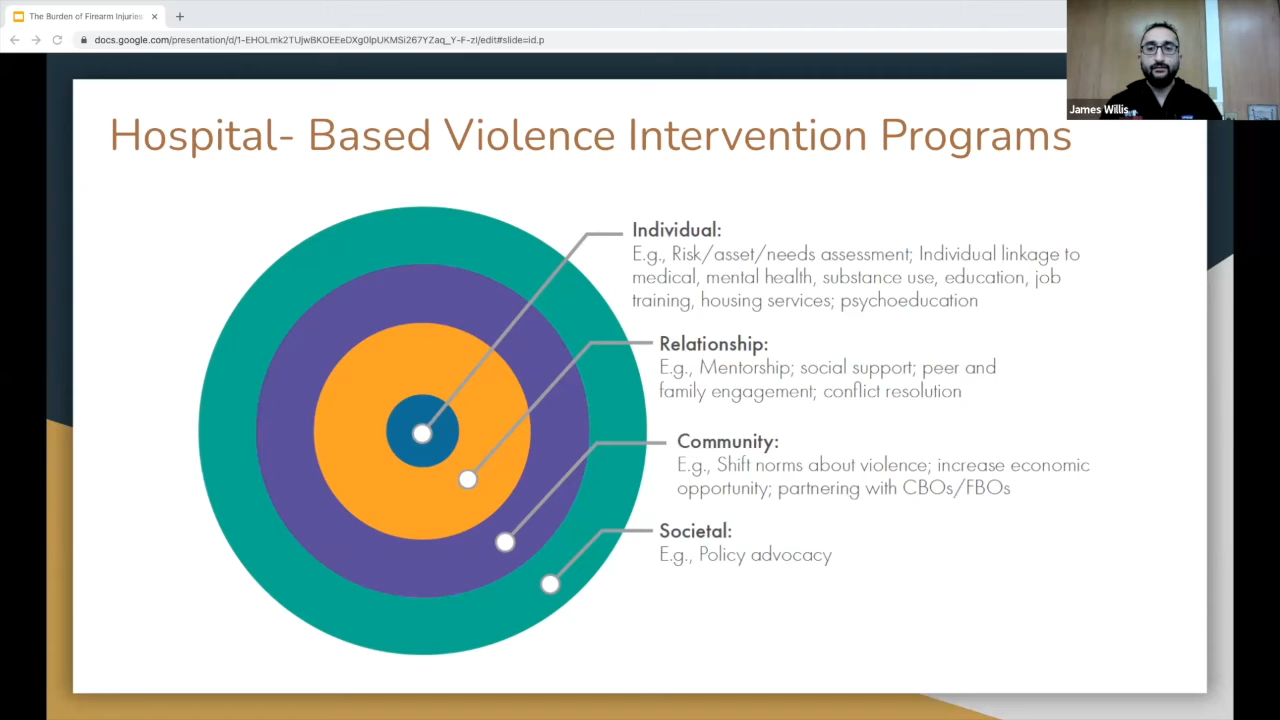 The Burden of Firearm Injuries
docs.google.com/presentation/d/1-EHOLmk2TUjwBKOEEeDXg0lpUKMSi267YZaq_Y-F-zI/edit#slide=id.p
James Willis
Hospital- Based Violence Intervention Programs
Individual:
E.g., Risk/asset/needs assessment; Individual linkage to
medical, mental health, substance use, education, job
training, housing services; psychoeducation
Relationship:
E.g., Mentorship; social support; peer and
family engagement; conflict resolution
Community:
E.g., Shift norms about violence; increase economic
opportunity; partnering with CBOs/FBOs
Societal:
E.g., Policy advocacy